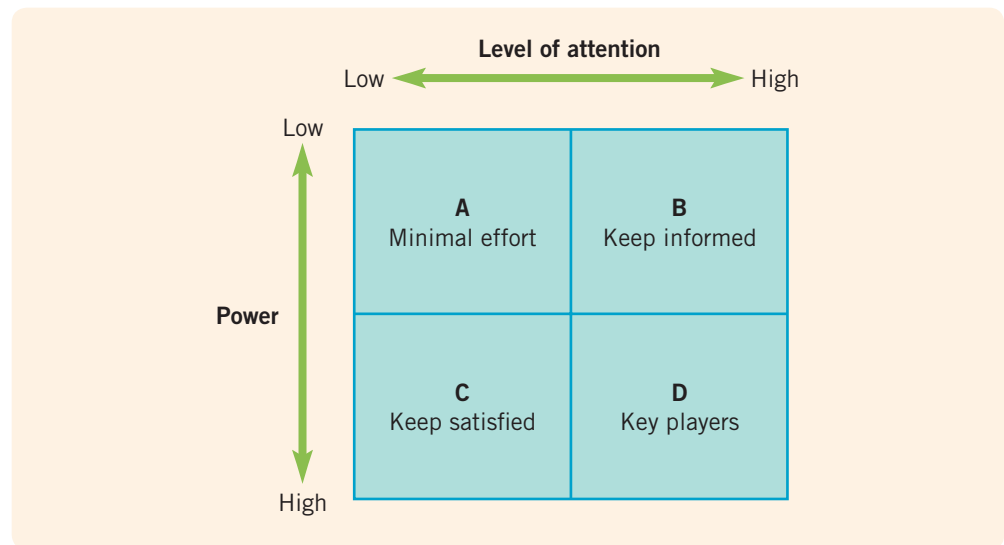 Level of attention
Low
High
Low
A
Minimal effort
B
Keep informed
Power
C
Keep satisfied
D
Key players
High